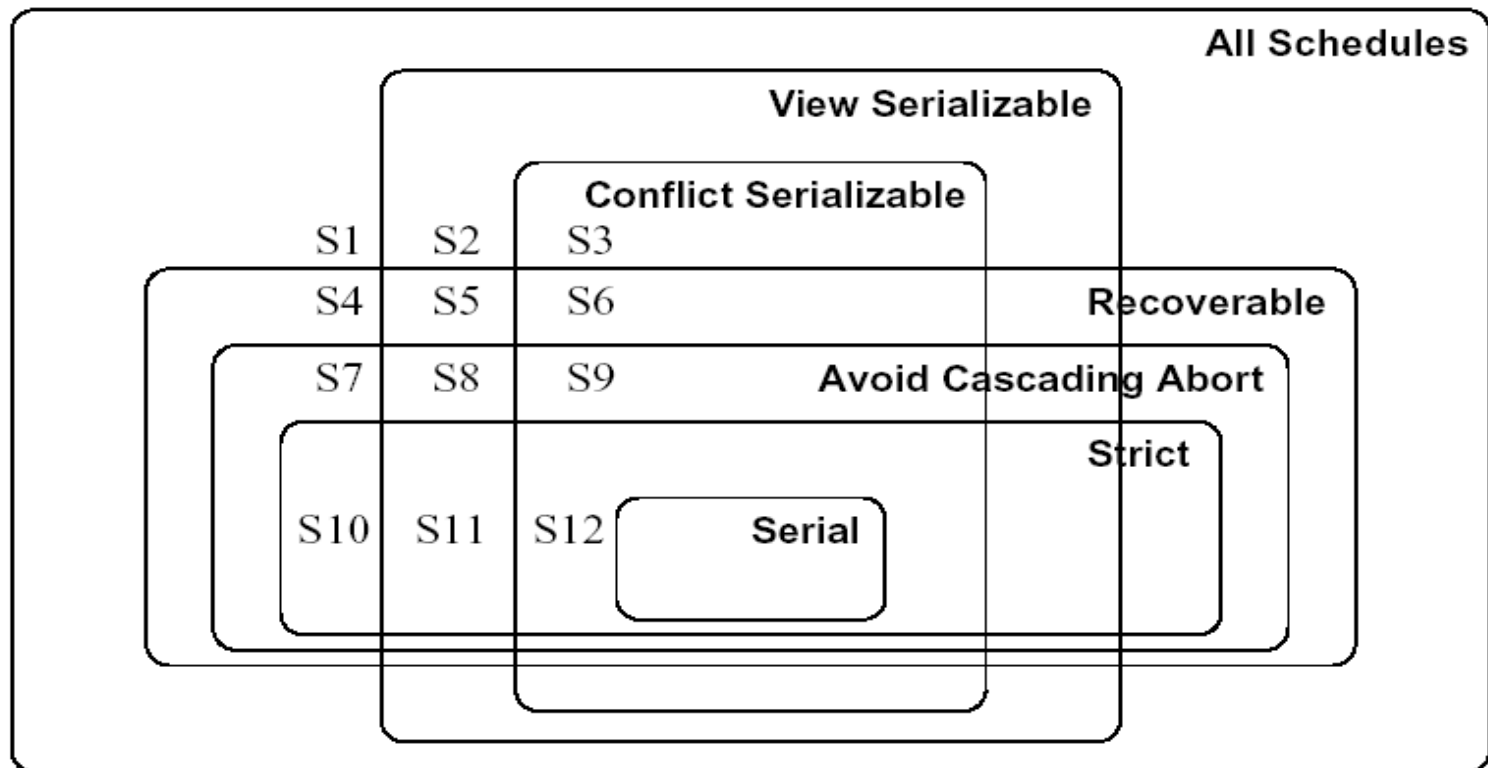 All Schedules
View Serializable
Conflict Serializable
S1 S2 S3
S4 S5 S6 Recoverable
S7 S8 S9 Avoid Cascading Abort
Strict
S10 S11 S12 Serial